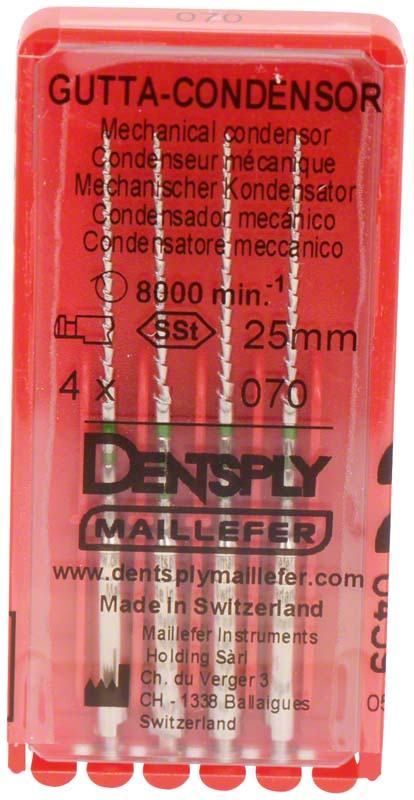 070
GUTTA-CONDENSOR
Mechanical condensor
Condenseur mécanique
Mechanischer Kondensator
Condensador mecánico
Condensatore meccanico
8000 min.⁻¹
SSt 25mm
4 x 070
DENTSPLY
MAILLEFER
www.dentsplymaillefer.com
Made in Switzerland
Maillefer Instruments
Holding Sàrl
Ch. du Verger 3
CH - 1338 Ballaigues
Switzerland
05